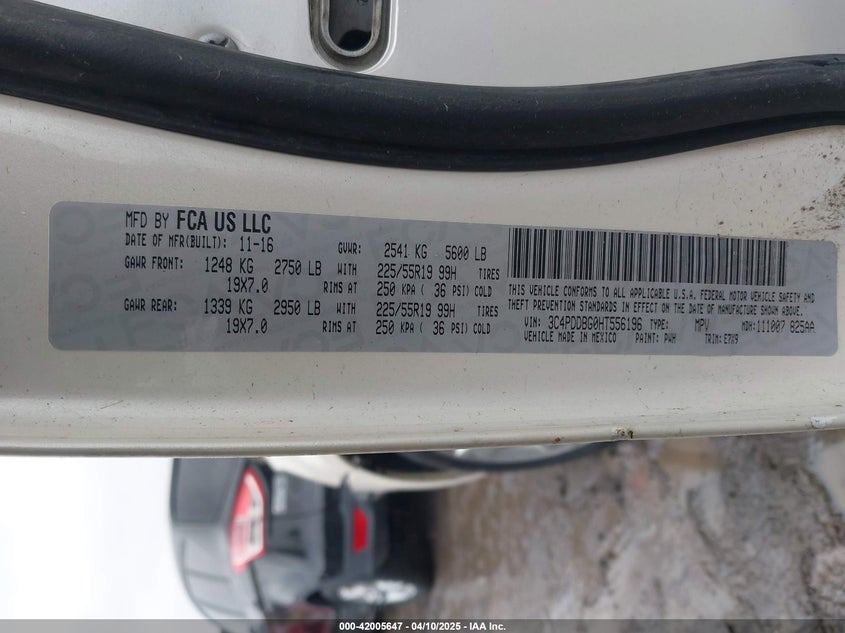 MFD BY FCA US LLC
DATE OF MFR(BUILT): 11-16 GVWR: 2541 KG 5600 LB
GAWR FRONT: 1248 KG 2750 LB WITH 225/55R19 99H TIRES
19X7.0 RIMS AT 250 KPA ( 36 PSI) COLD
GAWR REAR: 1339 KG 2950 LB WITH 225/55R19 99H TIRES
19X7.0 RIMS AT 250 KPA ( 36 PSI) COLD
THIS VEHICLE CONFORMS TO ALL APPLICABLE U.S.A. FEDERAL MOTOR VEHICLE SAFETY AND
THEFT PREVENTION STANDARDS IN EFFECT ON THE DATE OF MANUFACTURE SHOWN ABOVE.
VIN: 3C4PDDBG0HT556196 TYPE: MPV MDH: 111007 825AA
VEHICLE MADE IN MEXICO PAINT: PWH TRIM: E7X9
000-42005647 - 04/10/2025 - IAA Inc.